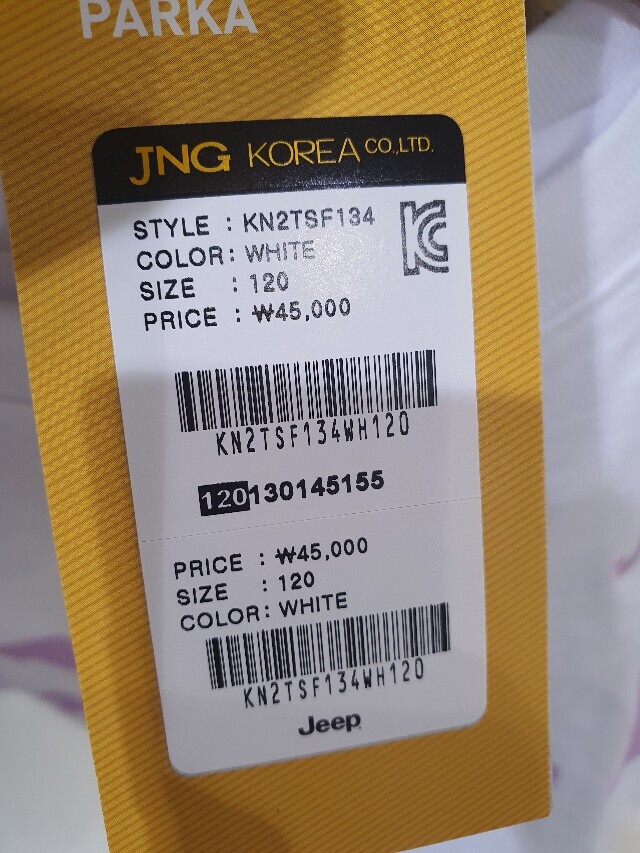 PARKA
JNG KOREA CO.,LTD.
STYLE : KN2TSF134
COLOR: WHITE
SIZE : 120
PRICE : ₩45,000
KN2TSF134WH120
120130145155
PRICE : ₩45,000
SIZE : 120
COLOR: WHITE
KN2TSF134WH120
Jeep